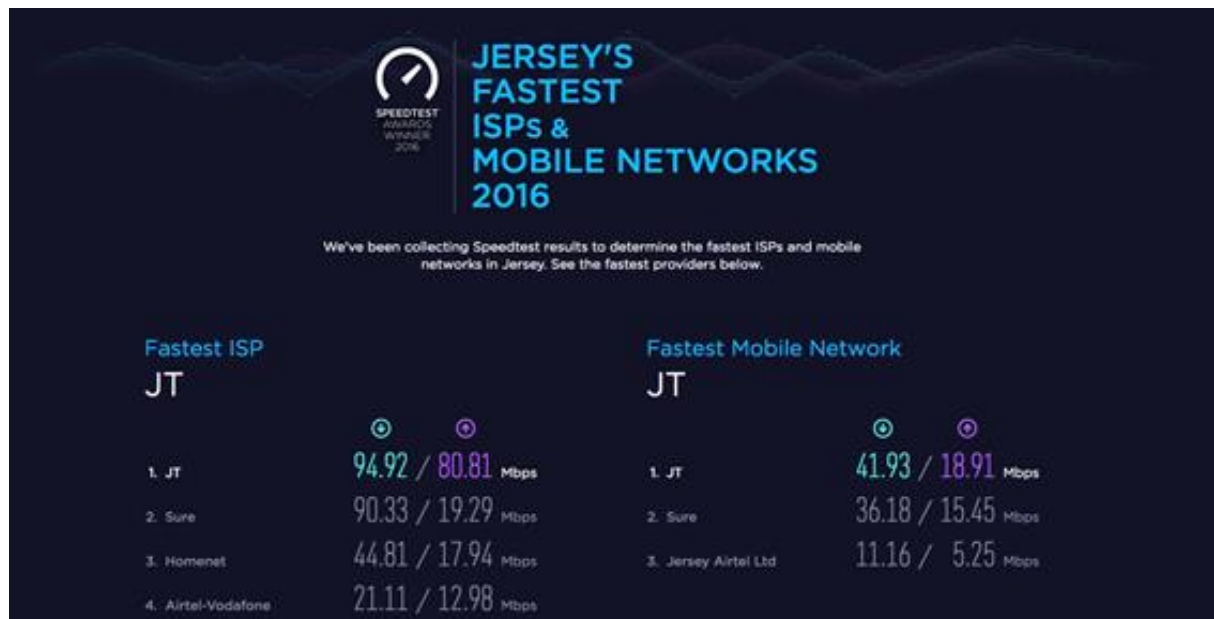 SPEEDTEST
AWARDS
WINNER
2016
JERSEY'S
FASTEST
ISPs &
MOBILE NETWORKS
2016
We've been collecting Speedtest results to determine the fastest ISPs and mobile
networks in Jersey. See the fastest providers below.
Fastest ISP
JT
1. JT 94.92 / 80.81 Mbps
2. Sure 90.33 / 19.29 Mbps
3. Homenet 44.81 / 17.94 Mbps
4. Airtel-Vodafone 21.11 / 12.98 Mbps
Fastest Mobile Network
JT
1. JT 41.93 / 18.91 Mbps
2. Sure 36.18 / 15.45 Mbps
3. Jersey Airtel Ltd 11.16 / 5.25 Mbps